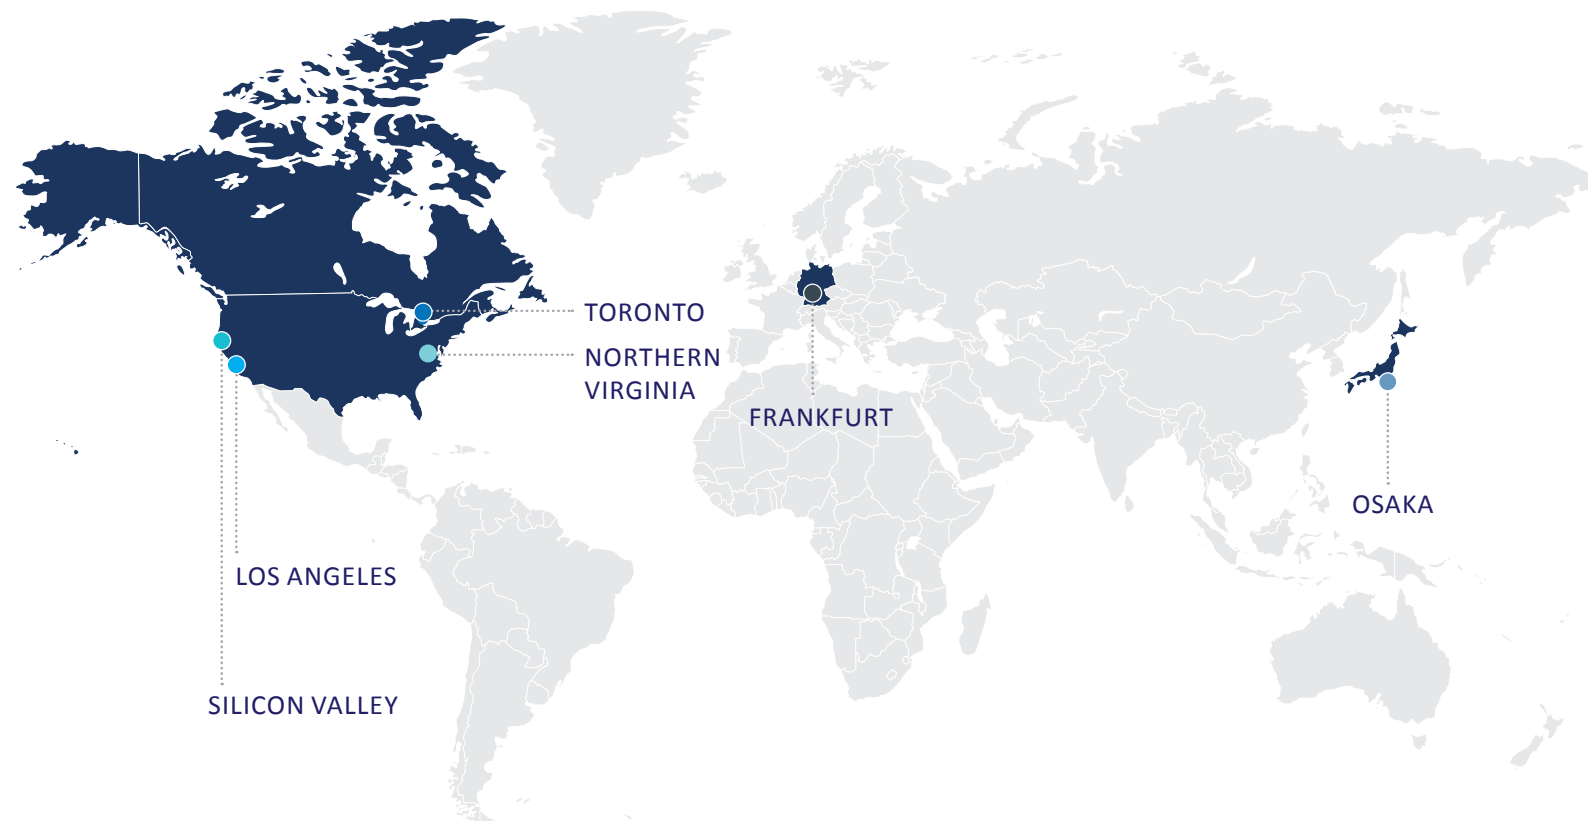 TORONTO
NORTHERN
VIRGINIA
FRANKFURT
OSAKA
LOS ANGELES
SILICON VALLEY